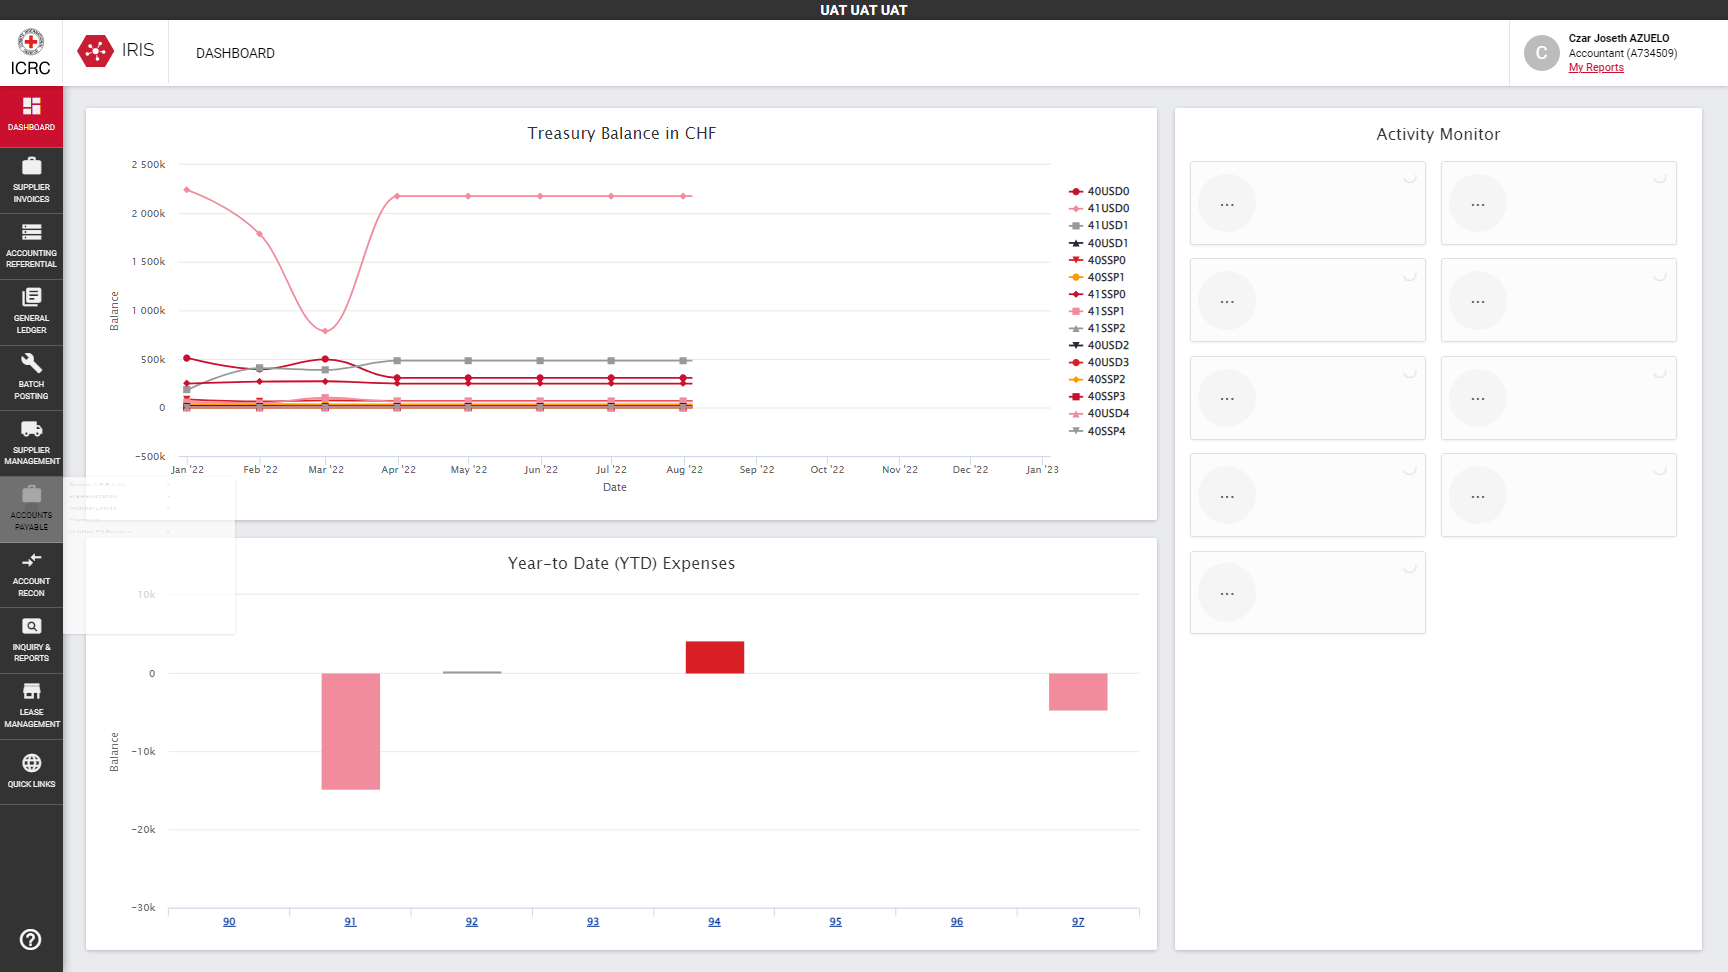 UAT UAT UAT
ICRC
IRIS
DASHBOARD
C
Czar Joseth AZUELO
Accountant (A734509)
My Reports
DASHBOARD
SUPPLIER
INVOICES
ACCOUNTING
REFERENTIAL
GENERAL
LEDGER
BATCH
POSTING
SUPPLIER
MANAGEMENT
ACCOUNTS
PAYABLE
ACCOUNT
RECON
INQUIRY &
REPORTS
LEASE
MANAGEMENT
QUICK LINKS
Treasury Balance in CHF
2 500k
2 000k
1 500k
1 000k
500k
0
−500k
Balance
Jan '22
Feb '22
Mar '22
Apr '22
May '22
Jun '22
Jul '22
Aug '22
Sep '22
Oct '22
Nov '22
Dec '22
Jan '23
Date
40USD0
41USD0
41USD1
40USD1
40SSP0
40SSP1
41SSP0
41SSP1
41SSP2
40USD2
40USD3
40SSP2
40SSP3
40USD4
40SSP4
Year-to Date (YTD) Expenses
10k
0
−10k
−20k
−30k
Balance
90
91
92
93
94
95
96
97
Activity Monitor
...
...
...
...
...
...
...
...
...